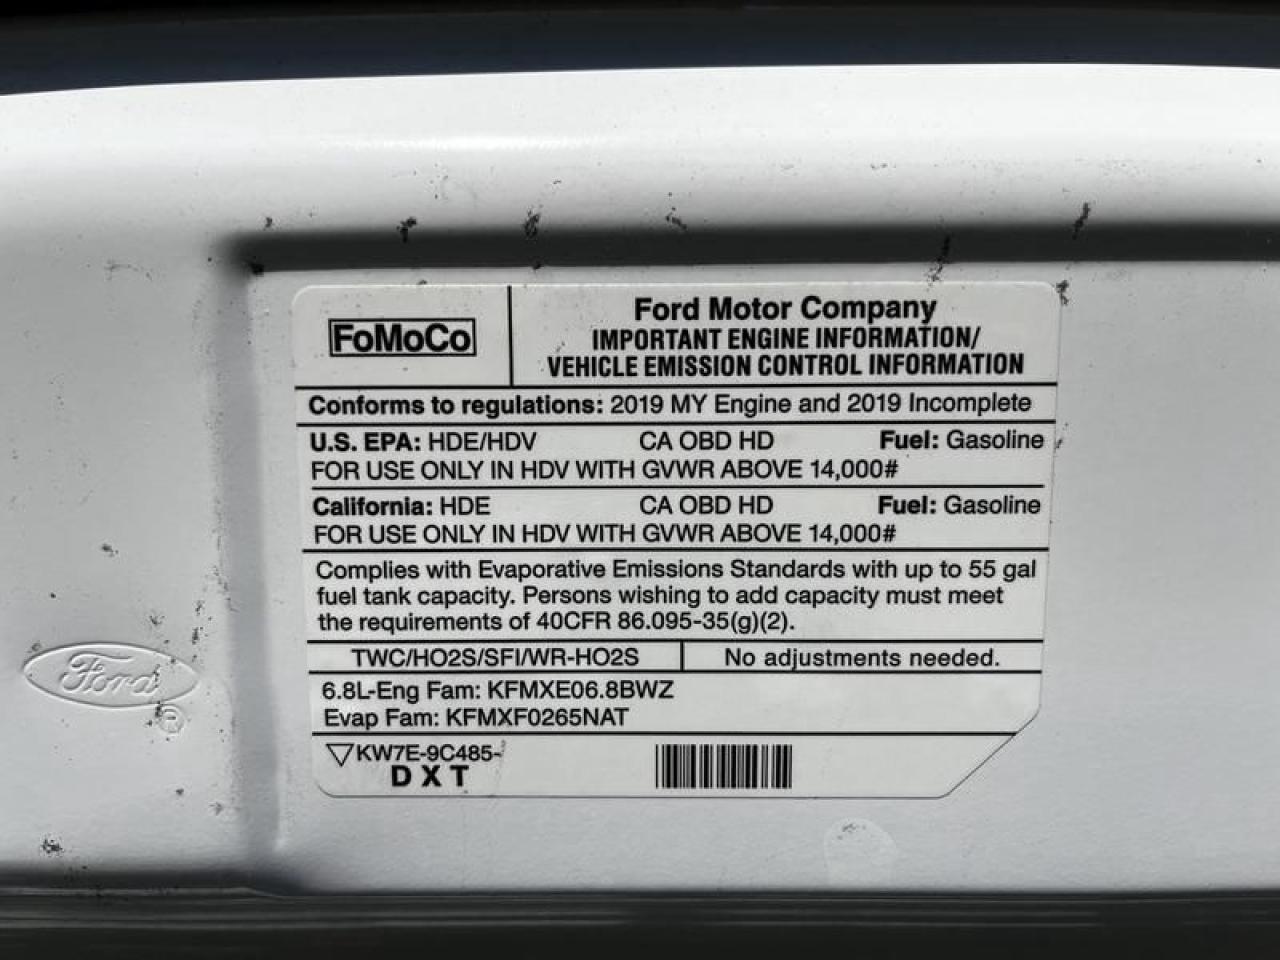 FoMoCo
Ford Motor Company
IMPORTANT ENGINE INFORMATION/
VEHICLE EMISSION CONTROL INFORMATION
Conforms to regulations: 2019 MY Engine and 2019 Incomplete
U.S. EPA: HDE/HDV CA OBD HD Fuel: Gasoline
FOR USE ONLY IN HDV WITH GVWR ABOVE 14,000#
California: HDE CA OBD HD Fuel: Gasoline
FOR USE ONLY IN HDV WITH GVWR ABOVE 14,000#
Complies with Evaporative Emissions Standards with up to 55 gal
fuel tank capacity. Persons wishing to add capacity must meet
the requirements of 40CFR 86.095-35(g)(2).
TWC/HO2S/SFI/WR-HO2S No adjustments needed.
6.8L-Eng Fam: KFMXE06.8BWZ
Evap Fam: KFMXF0265NAT
KW7E-9C485-
DXT
Ford
®